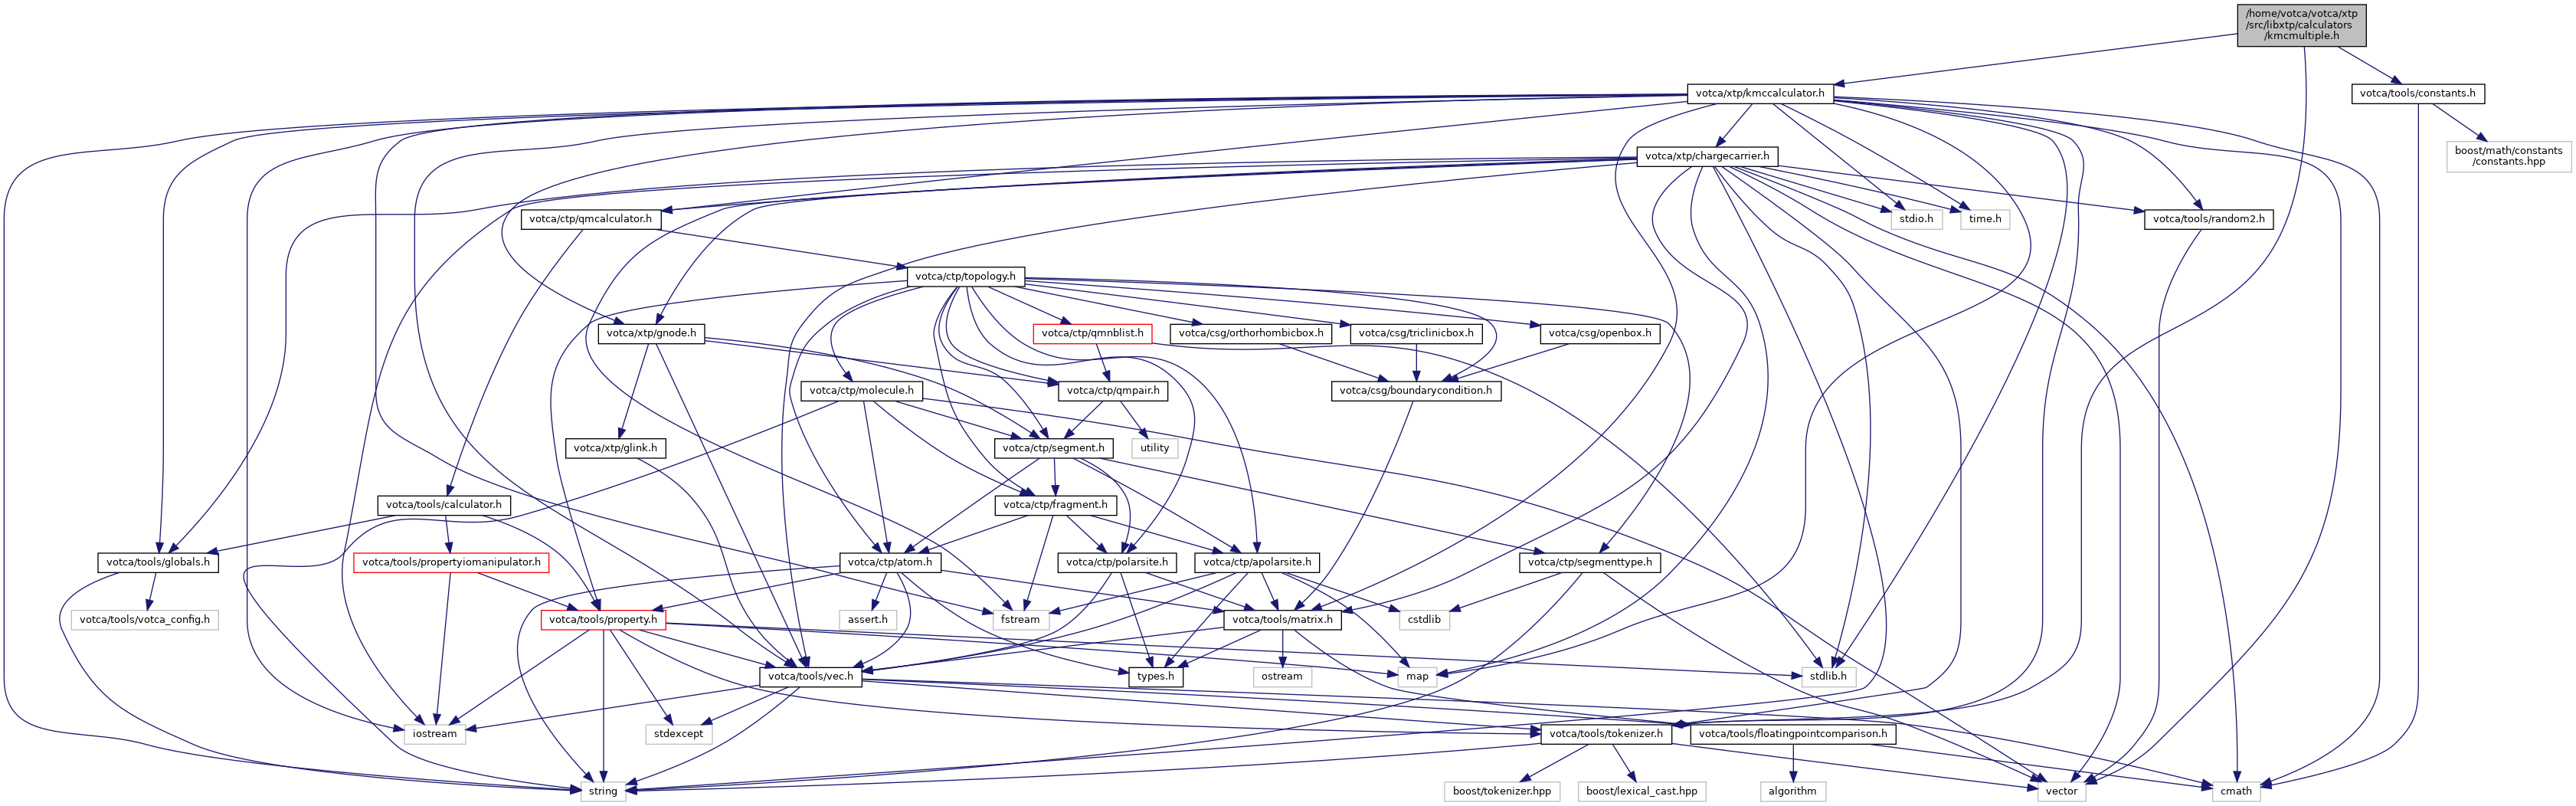 /home/votca/votca/xtp
/src/libxtp/calculators
/kmcmultiple.h
votca/xtp/kmccalculator.h
votca/tools/constants.h
votca/xtp/chargecarrier.h
boost/math/constants
/constants.hpp
votca/ctp/qmcalculator.h
stdio.h
time.h
votca/tools/random2.h
votca/ctp/topology.h
votca/xtp/gnode.h
votca/ctp/qmnblist.h
votca/csg/orthorhombicbox.h
votca/csg/triclinicbox.h
votca/csg/openbox.h
votca/ctp/molecule.h
votca/ctp/qmpair.h
votca/csg/boundarycondition.h
votca/xtp/glink.h
votca/ctp/segment.h
utility
votca/tools/calculator.h
votca/ctp/fragment.h
votca/tools/globals.h
votca/tools/propertyiomanipulator.h
votca/ctp/atom.h
votca/ctp/polarsite.h
votca/ctp/apolarsite.h
votca/ctp/segmenttype.h
votca/tools/votca_config.h
votca/tools/property.h
assert.h
fstream
votca/tools/matrix.h
cstdlib
votca/tools/vec.h
types.h
ostream
map
stdlib.h
iostream
stdexcept
votca/tools/tokenizer.h
votca/tools/floatingpointcomparison.h
string
boost/tokenizer.hpp
boost/lexical_cast.hpp
algorithm
vector
cmath